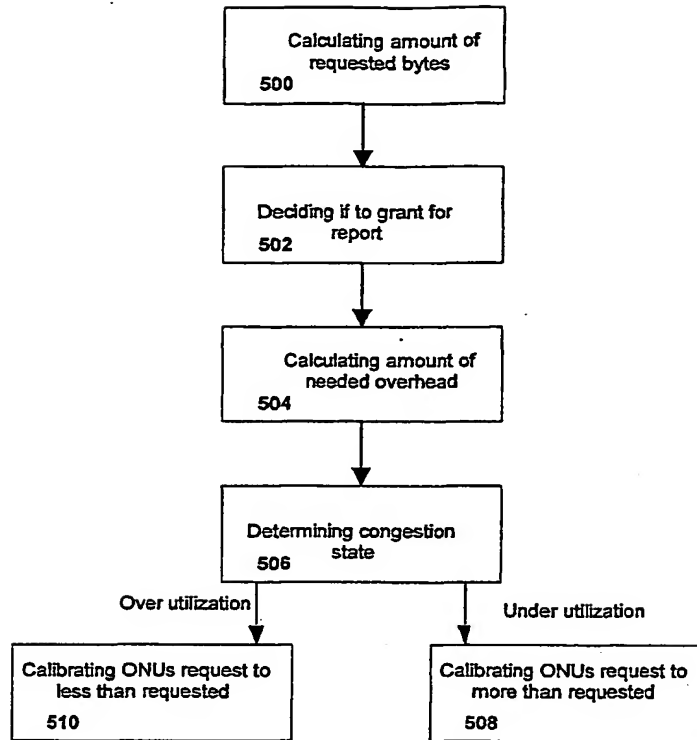 Calculating amount of
requested bytes
500
Deciding if to grant for
report
502
Calculating amount of
needed overhead
504
Determining congestion
state
506
Over utilization
Under utilization
Calibrating ONUs request to
less than requested
510
Calibrating ONUs request to
more than requested
508